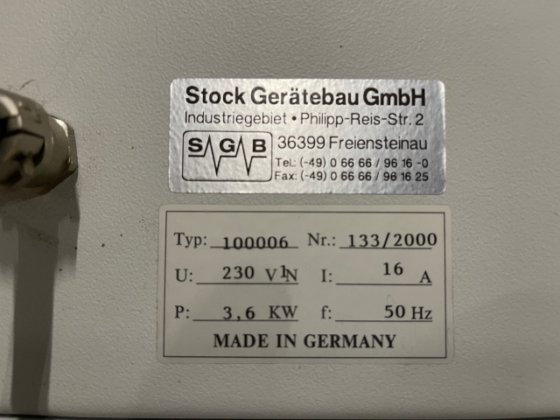 Stock Gerätebau GmbH
Industriegebiet • Philipp-Reis-Str. 2
SGB
36399 Freiensteinau
Tel.: (-49) 0 66 66 / 96 16 -0
Fax: (-49) 0 66 66 / 96 16 25
Typ: 100006 Nr.: 133/2000
U: 230 V 1N I: 16 A
P: 3,6 KW f: 50 Hz
MADE IN GERMANY